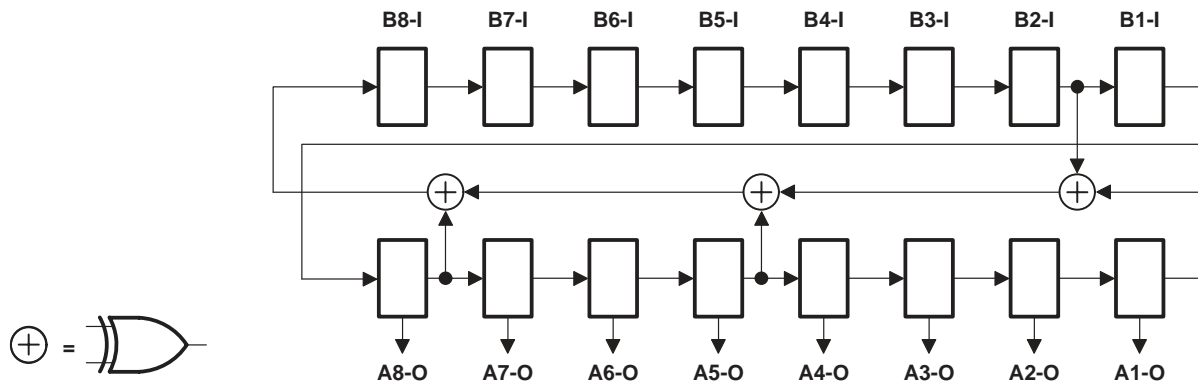 B8-I B7-I B6-I B5-I B4-I B3-I B2-I B1-I
=
A8-O A7-O A6-O A5-O A4-O A3-O A2-O A1-O